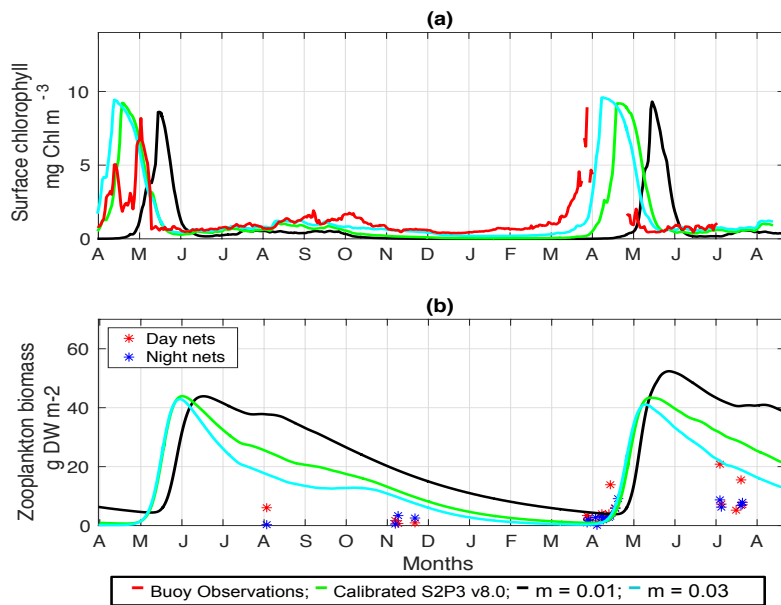 (a)
Surface chlorophyll
mg Chl m -3
10
5
0
A M J J A S O N D J F M A M J J A
(b)
Zooplankton biomass
g DW m-2
60
40
20
0
* Day nets
* Night nets
A M J J A S O N D J F M A M J J A
Months
Buoy Observations; Calibrated S2P3 v8.0; m = 0.01; m = 0.03